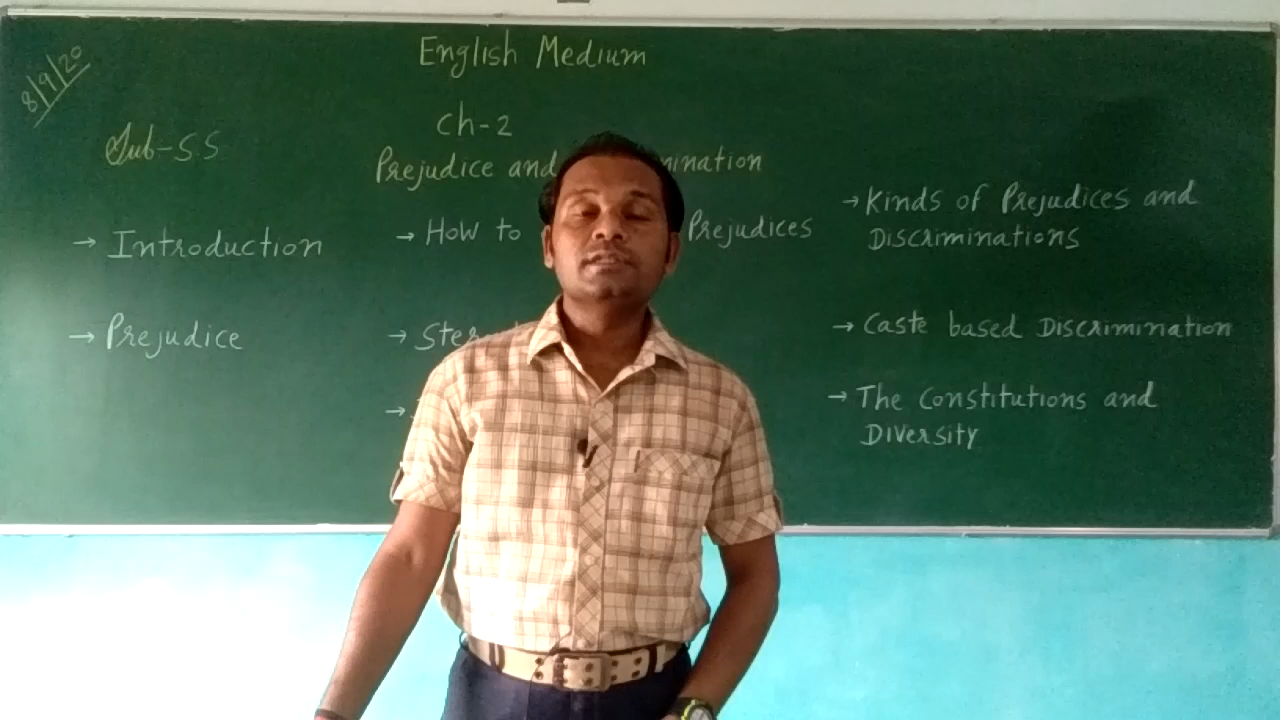 8/9/20
English Medium
Ch-2
Sub-S.S
Prejudice and
→ Introduction
→ Prejudice
→ How to Prejudices
→
→
→ Kinds of Prejudices and
Discriminations
→ Caste based Discrimination
→ The Constitutions and
Diversity